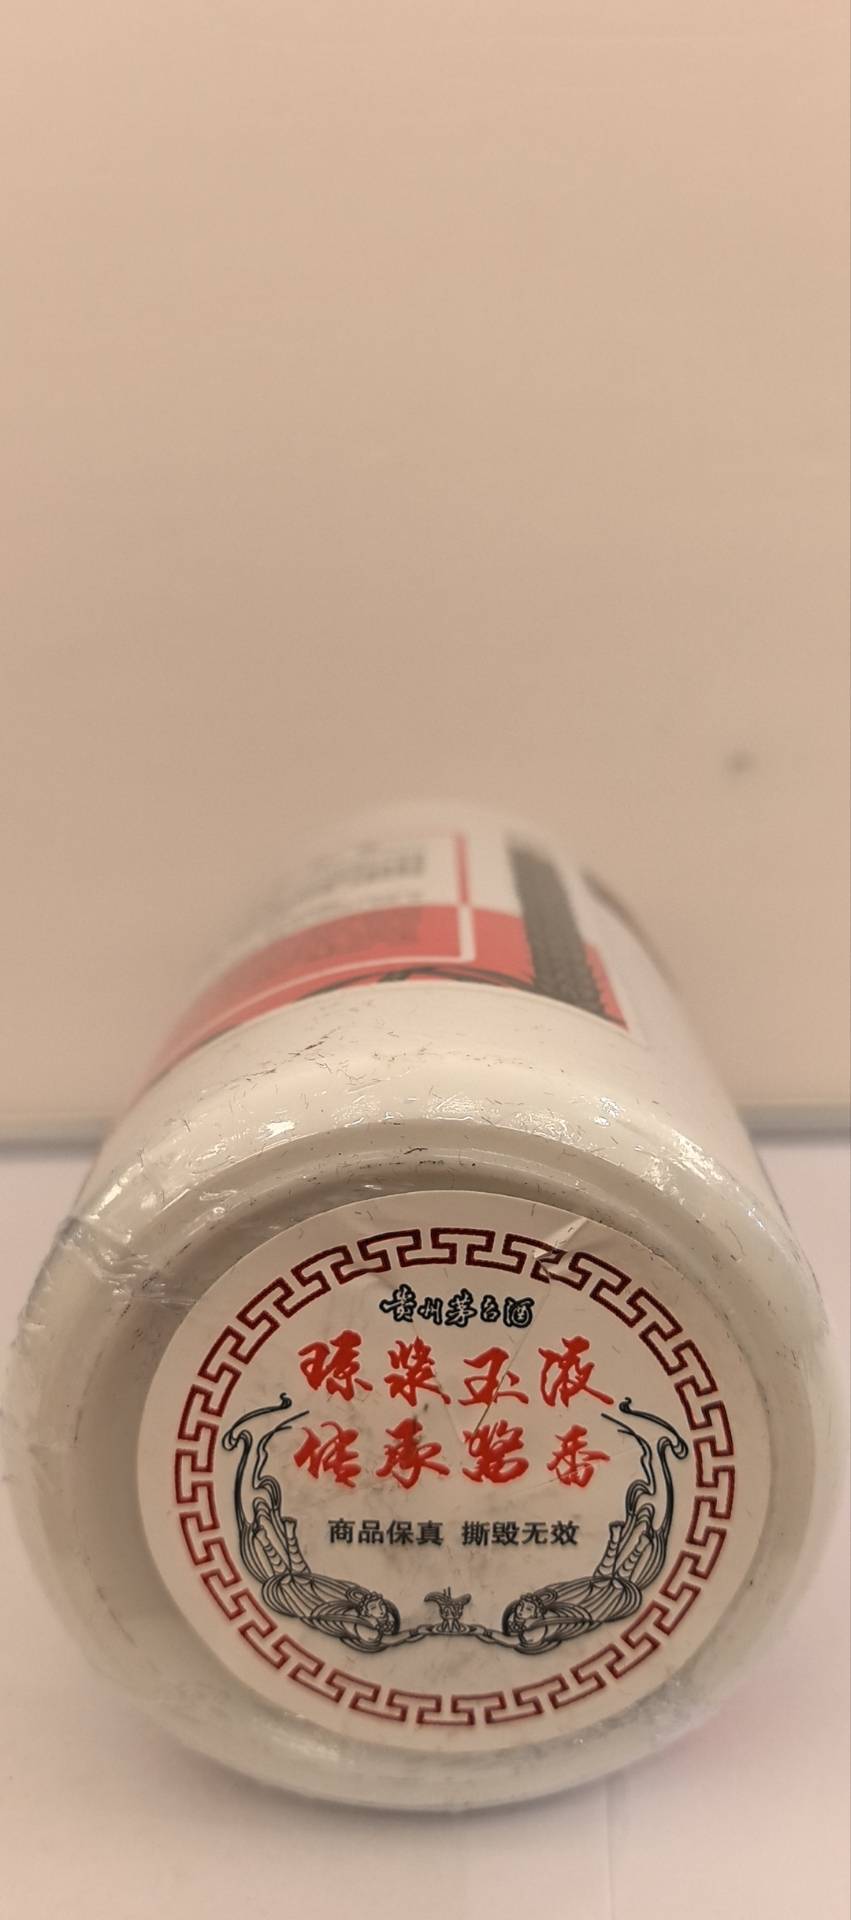 贵州茅台酒
琼浆玉液
传承酱香
商品保真 撕毁无效